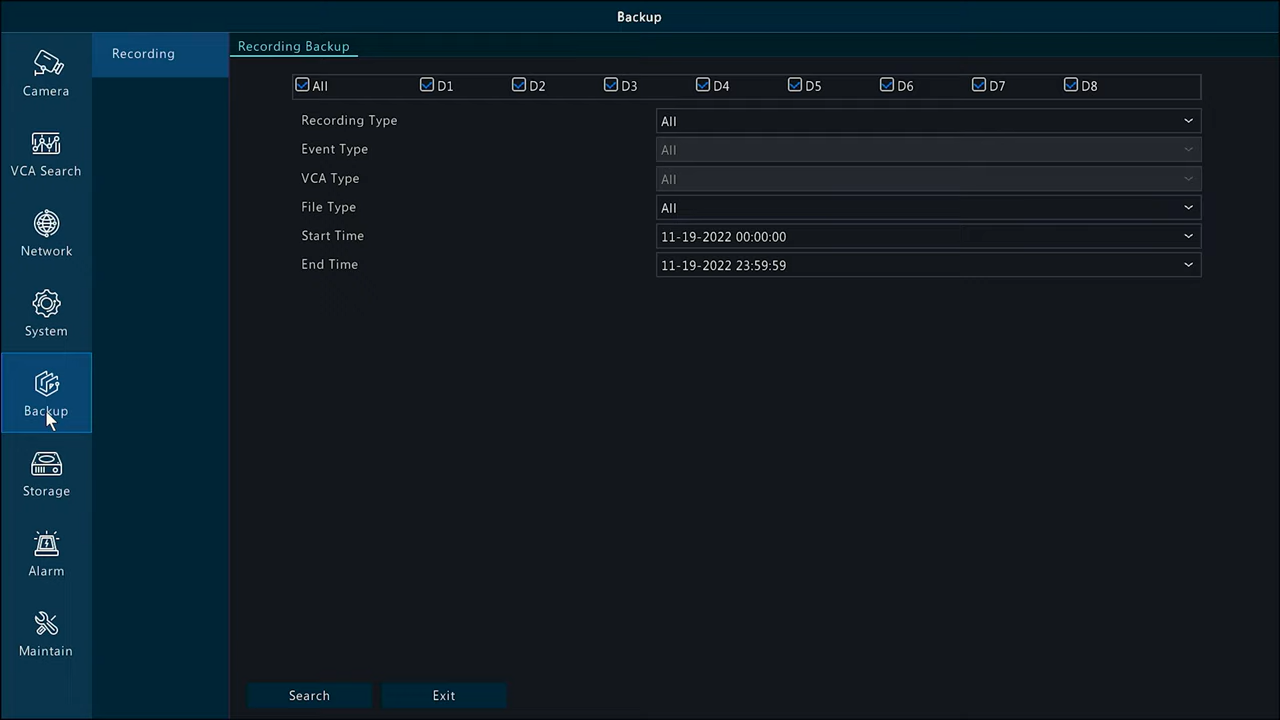 Backup
Camera
VCA Search
Network
System
Backup
Storage
Alarm
Maintain
Recording
Recording Backup
All D1 D2 D3 D4 D5 D6 D7 D8
Recording Type All
Event Type All
VCA Type All
File Type All
Start Time 11-19-2022 00:00:00
End Time 11-19-2022 23:59:59
Search Exit